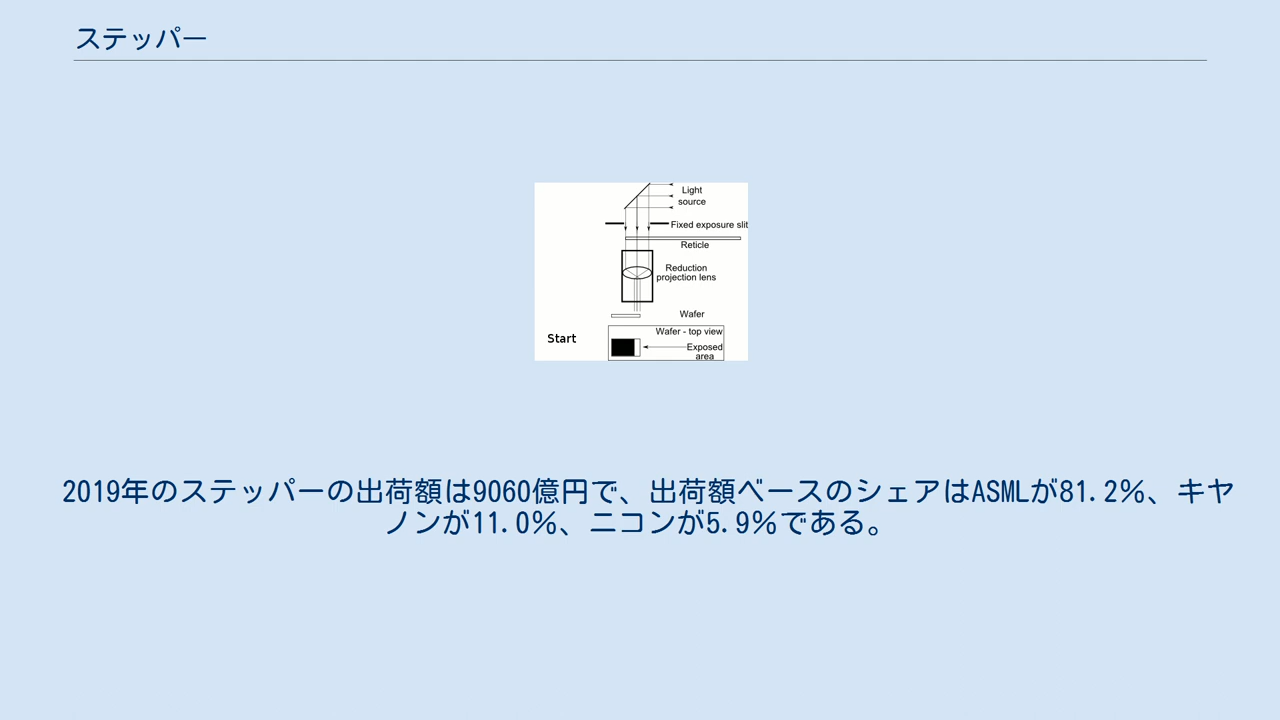 ステッパー
Light
source
Fixed exposure slit
Reticle
Reduction
projection lens
Wafer
Wafer - top view
Start
Exposed
area
2019年のステッパーの出荷額は9060億円で、出荷額ベースのシェアはASMLが81.2%、キヤ
ノンが11.0%、ニコンが5.9%である。